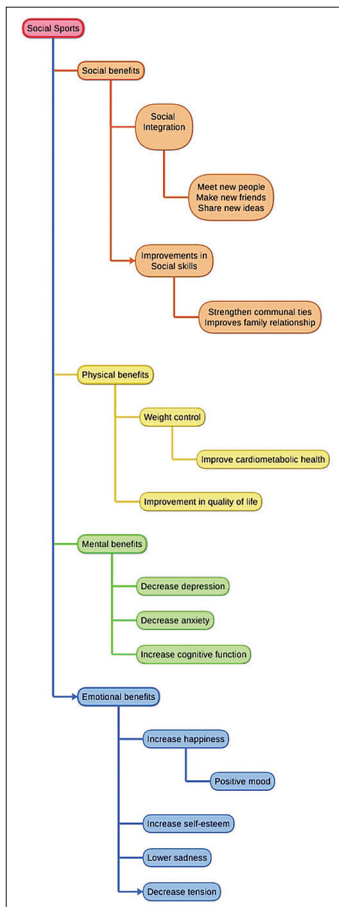 Social Sports
Social benefits
Social
Integration
Meet new people
Make new friends
Share new ideas
Improvements in
Social skills
Strengthen communal ties
Improves family relationship
Physical benefits
Weight control
Improve cardiometabolic health
Improvement in quality of life
Mental benefits
Decrease depression
Decrease anxiety
Increase cognitive function
Emotional benefits
Increase happiness
Positive mood
Increase self-esteem
Lower sadness
Decrease tension